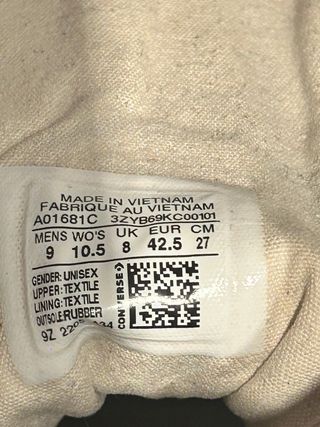 MADE IN VIETNAM
FABRIQUE AU VIETNAM
A01681C 3ZYB69KC00101
MENS WO'S UK EUR CM
9 10.5 8 42.5 27
GENDER: UNISEX
UPPER: TEXTILE
LINING: TEXTILE
OUTSOLE: RUBBER
9Z
CONVERSE